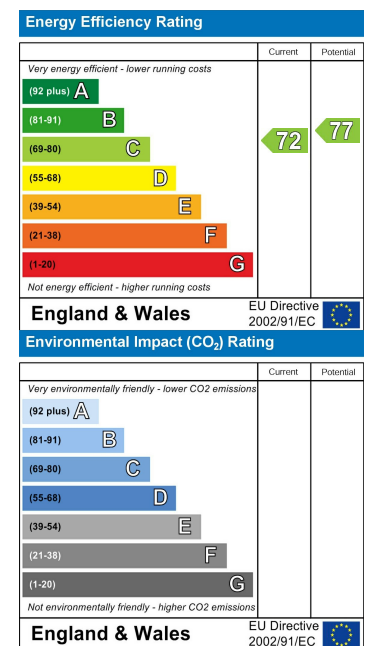 Energy Efficiency Rating
Current Potential
Very energy efficient - lower running costs
(92 plus) A
(81-91) B
(69-80) C
(55-68) D
(39-54) E
(21-38) F
(1-20) G
72 77
Not energy efficient - higher running costs
England & Wales
EU Directive
2002/91/EC
Environmental Impact (CO₂) Rating
Current Potential
Very environmentally friendly - lower CO2 emissions
(92 plus) A
(81-91) B
(69-80) C
(55-68) D
(39-54) E
(21-38) F
(1-20) G
Not environmentally friendly - higher CO2 emissions
England & Wales
EU Directive
2002/91/EC